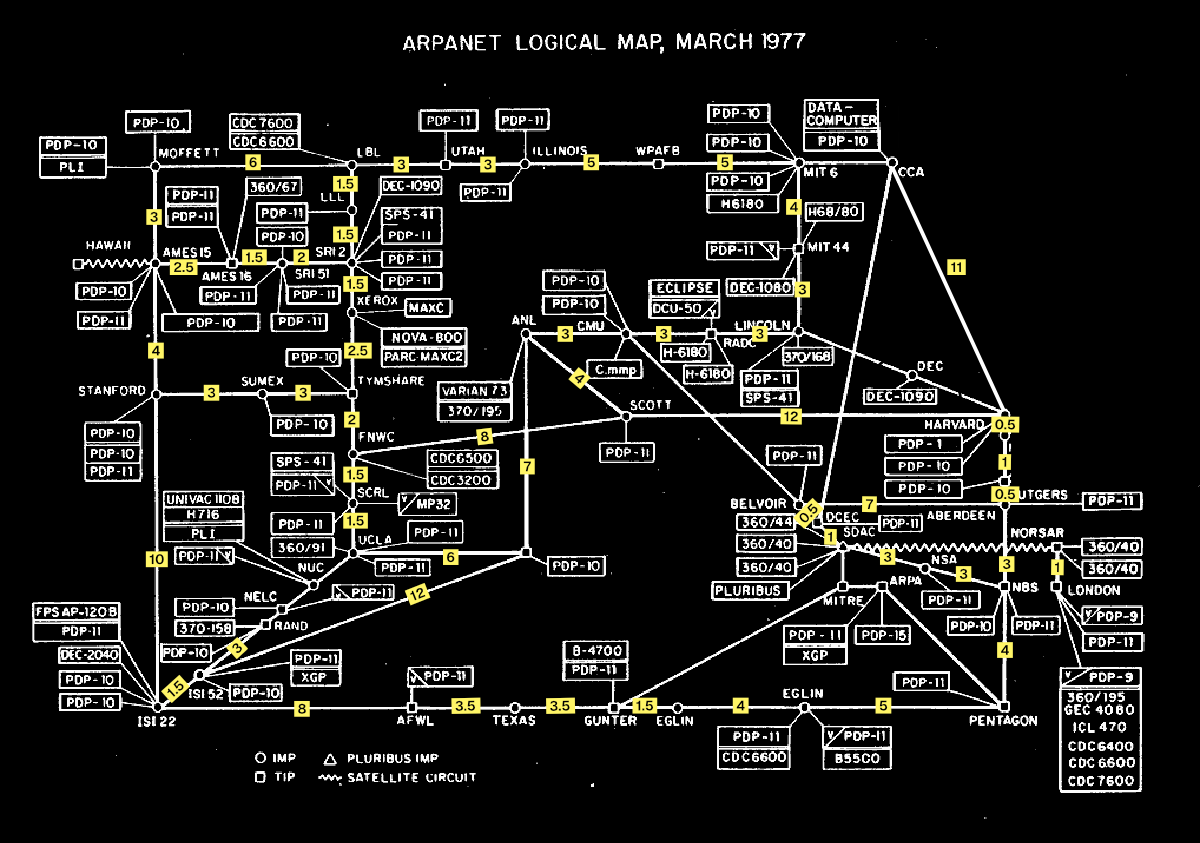 ARPANET LOGICAL MAP, MARCH 1977
PDP-10
CDC7600
CDC6600
PDP-11
PDP-11
PDP-10
DATA-
COMPUTER
PDP-10
PDP-10
PLI
MOFFETT
6
LBL
3
UTAH
3
ILLINOIS
5
WPAFB
5
PDP-10
MIT 6
CCA
PDP-11
PDP-10
H6180
1.5
LLL
DEC-1090
360/67
PDP-11
PDP-11
PDP-11
3
SPS-41
PDP-11
4
H68/80
1.5
PDP-10
HAWAII
AMES15
2.5
AMES16
1.5
2
SRI 51
SRI 2
PDP-11
PDP-11
PDP-11
MIT 44
11
PDP-10
PDP-11
PDP-11
PDP-11
1.5
PDP-10
ECLIPSE
DCU-50
DEC-1080
3
PDP-11
PDP-10
PDP-11
XEROX
MAXC
PDP-10
ANL
3
CMU
3
RADC
LINCOLN
3
4
2.5
NOVA-800
PARC-MAXC2
C.mmp
H-6180
H-6180
370/168
PDP-10
TYMSHARE
4
PDP-11
SPS-41
DEC
DEC-1090
STANFORD
3
SUMEX
3
VARIAN 73
370/195
SCOTT
12
2
PDP-10
HARVARD
0.5
PDP-10
PDP-10
PDP-11
FNWC
8
PDP-11
PDP-1
PDP-10
PDP-10
1
SPS-41
PDP-11
1.5
CDC6500
CDC3200
7
PDP-11
0.5
UTGERS
PDP-11
UNIVAC 1108
H716
PLI
PDP-11
SCRL
MP32
BELVOIR
0.5
7
ABERDEEN
PDP-11
360/91
1.5
UCLA
PDP-11
360/44
360/40
360/40
PLURIBUS
DCEC
PDP-11
1
SDAC
NORSAR
360/40
360/40
10
NUC
6
PDP-11
PDP-10
3
NSA
3
3
1
NELC
PDP-11
12
MITRE
ARPA
PDP-11
NBS
LONDON
PDP-10
370-158
RAND
PDP-11
XGP
PDP-15
PDP-10
PDP-11
PDP-9
PDP-11
FPS AP-120B
PDP-11
DEC-2040
PDP-10
PDP-10
PDP-10
3
1.5
ISI 52
PDP-11
XGP
PDP-10
PDP-11
B-4700
PDP-11
4
PDP-11
PDP-9
360/195
GEC 4080
ICL 470
CDC6400
CDC6600
CDC7600
ISI 22
8
AFWL
3.5
TEXAS
3.5
GUNTER
1.5
EGLIN
4
EGLIN
5
PENTAGON
PDP-11
CDC6600
PDP-11
B5500
IMP
PLURIBUS IMP
TIP
SATELLITE CIRCUIT